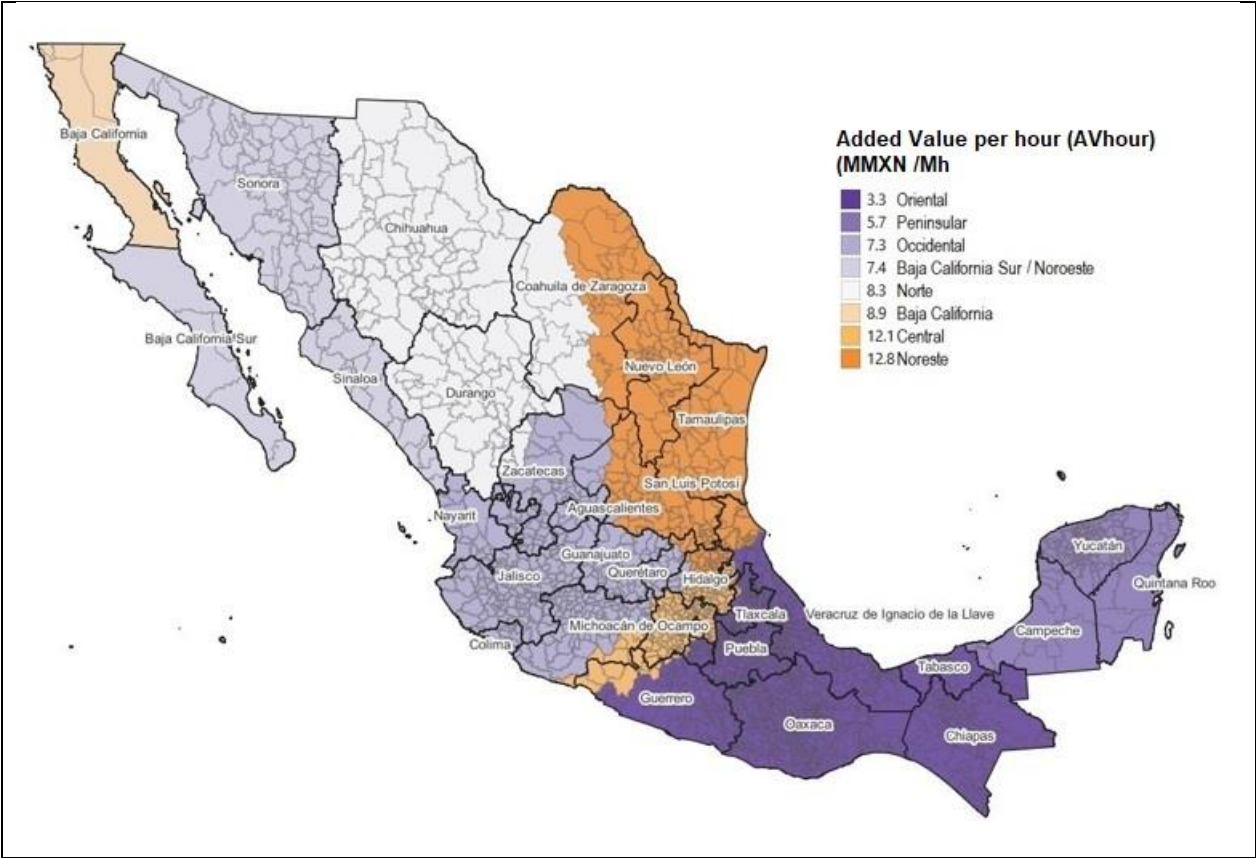 Added Value per hour (AVhour)
(MMXN /Mh
3.3 Oriental
5.7 Peninsular
7.3 Occidental
7.4 Baja California Sur / Noroeste
8.3 Norte
8.9 Baja California
12.1 Central
12.8 Noreste
Baja California
Sonora
Chihuahua
Coahuila de Zaragoza
Baja California Sur
Sinaloa
Durango
Nuevo León
Tamaulipas
Zacatecas
San Luis Potosí
Nayarit
Aguascalientes
Guanajuato
Jalisco
Querétaro
Hidalgo
Colima
Michoacán de Ocampo
Tlaxcala
Veracruz de Ignacio de la Llave
Puebla
Guerrero
Oaxaca
Tabasco
Chiapas
Campeche
Yucatán
Quintana Roo